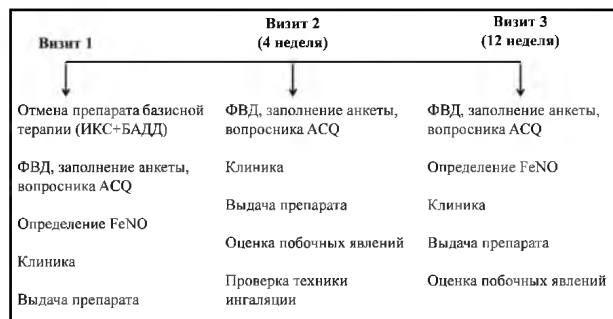 Визит 1
Визит 2
(4 неделя)
Визит 3
(12 неделя)
Отмена препарата базисной
терапии (ИКС+БАДД)
ФВД, заполнение анкеты,
вопросника ACQ
Определение FeNO
Клиника
Выдача препарата
ФВД, заполнение анкеты,
вопросника ACQ
Клиника
Выдача препарата
Оценка побочных явлений
Проверка техники
ингаляции
ФВД, заполнение анкеты,
вопросника ACQ
Определение FeNO
Клиника
Выдача препарата
Оценка побочных явлений